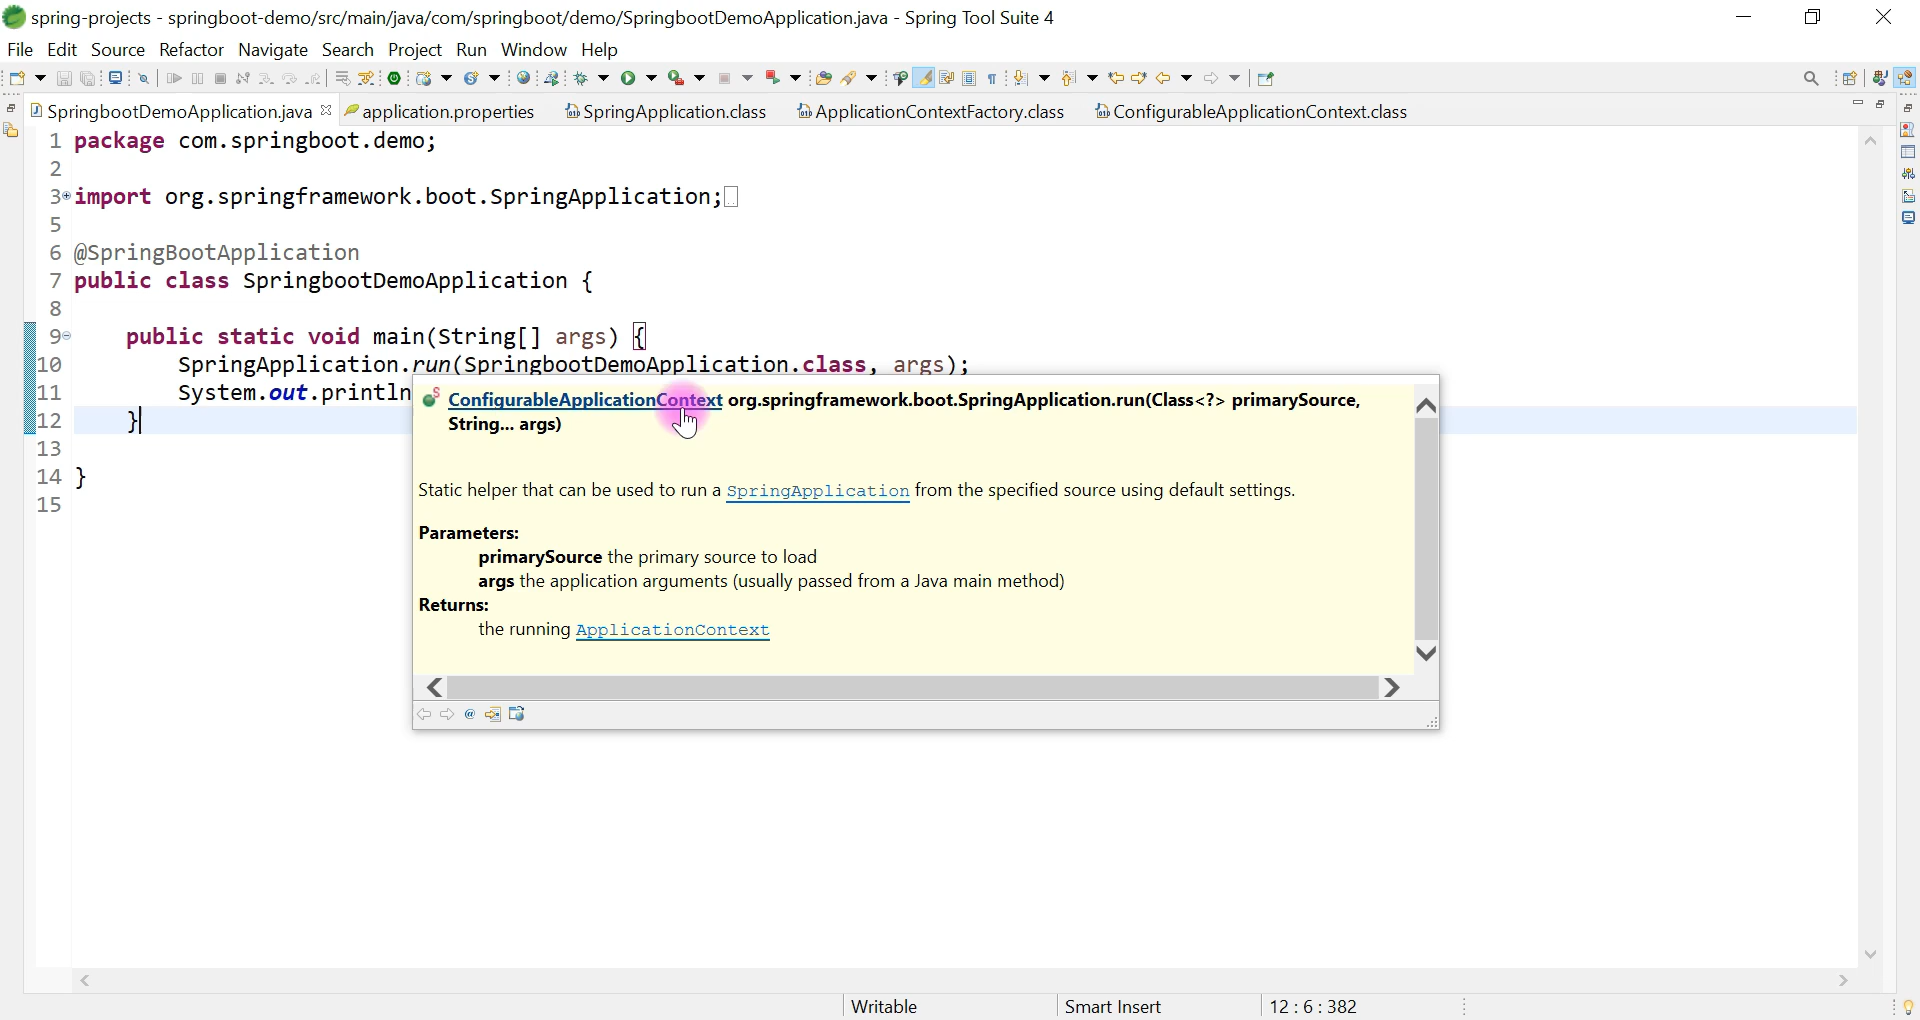 spring-projects - springboot-demo/src/main/java/com/springboot/demo/SpringbootDemoApplication.java - Spring Tool Suite 4
File Edit Source Refactor Navigate Search Project Run Window Help
SpringbootDemoApplication.java application.properties SpringApplication.class ApplicationContextFactory.class ConfigurableApplicationContext.class
1 package com.springboot.demo;
2
3 import org.springframework.boot.SpringApplication;
5
6 @SpringBootApplication
7 public class SpringbootDemoApplication {
8
9 public static void main(String[] args) {
10 SpringApplication.run(SpringbootDemoApplication.class, args);
11 System.out.println
12 }
13
14 }
15
ConfigurableApplicationContext org.springframework.boot.SpringApplication.run(Class<?> primarySource,
String... args)
Static helper that can be used to run a SpringApplication from the specified source using default settings.
Parameters:
primarySource the primary source to load
args the application arguments (usually passed from a Java main method)
Returns:
the running ApplicationContext
Writable Smart Insert 12 : 6 : 382